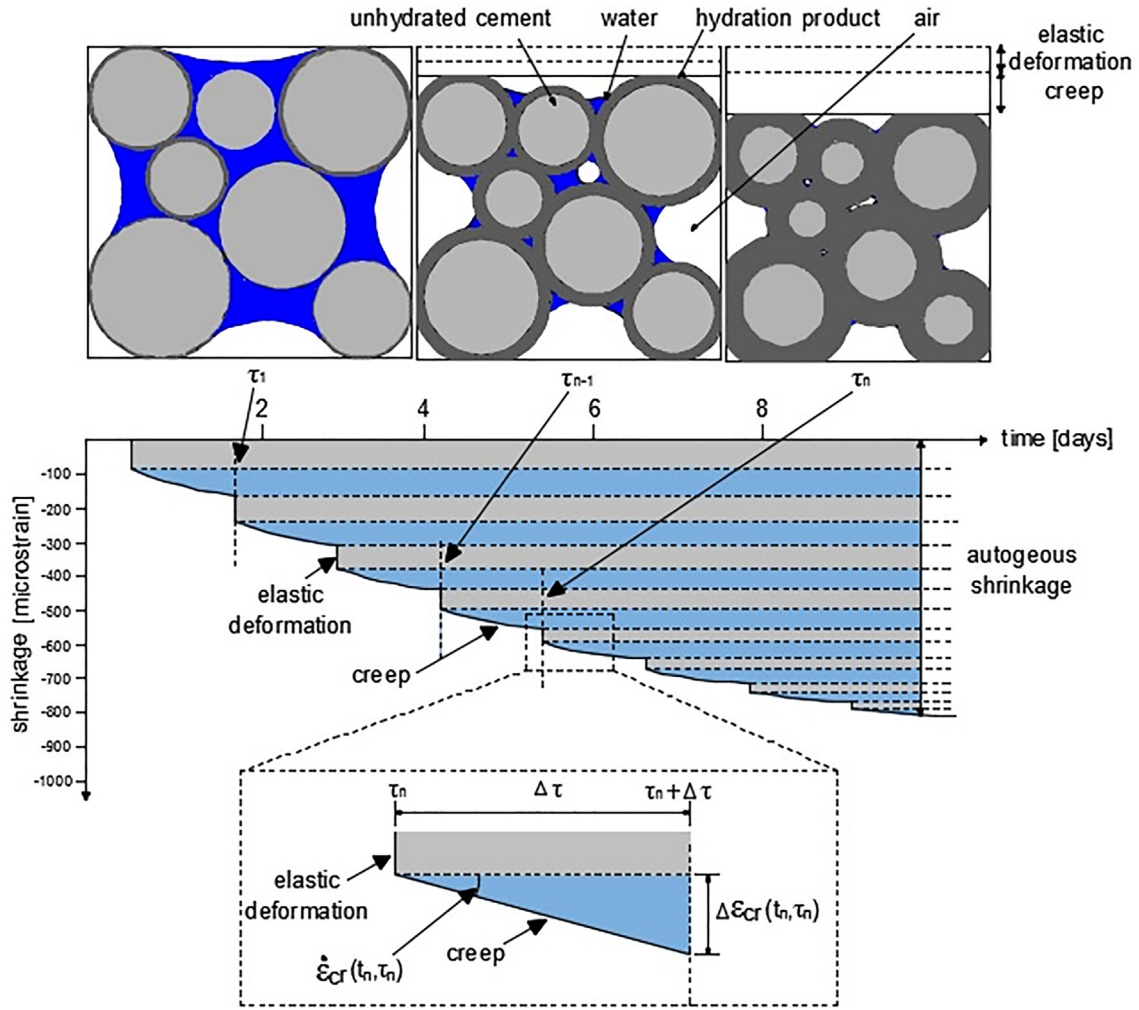 unhydrated cement water hydration product air
elastic
deformation
creep
τ1 τn-1 τn
2 4 6 8
time [days]
-100
-200
-300
-400
-500
-600
-700
-800
-900
-1000
shrinkage [microstrain]
elastic
deformation
creep
autogeous
shrinkage
τn Δτ τn+Δτ
elastic
deformation
creep
ε̇cr(tn,τn)
Δεcr(tn,τn)